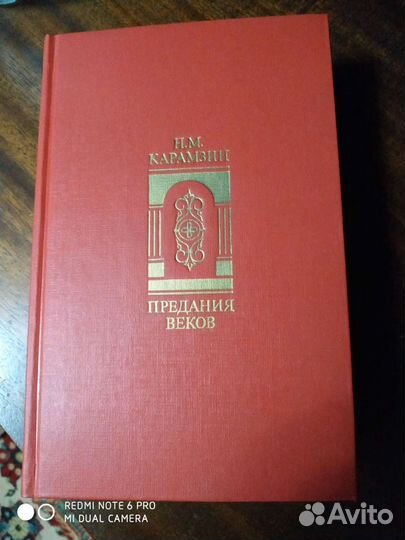 Н.М.
КАРАМЗИН
ПРЕДАНИЯ
ВЕКОВ
REDMI NOTE 6 PRO
MI DUAL CAMERA
Avito